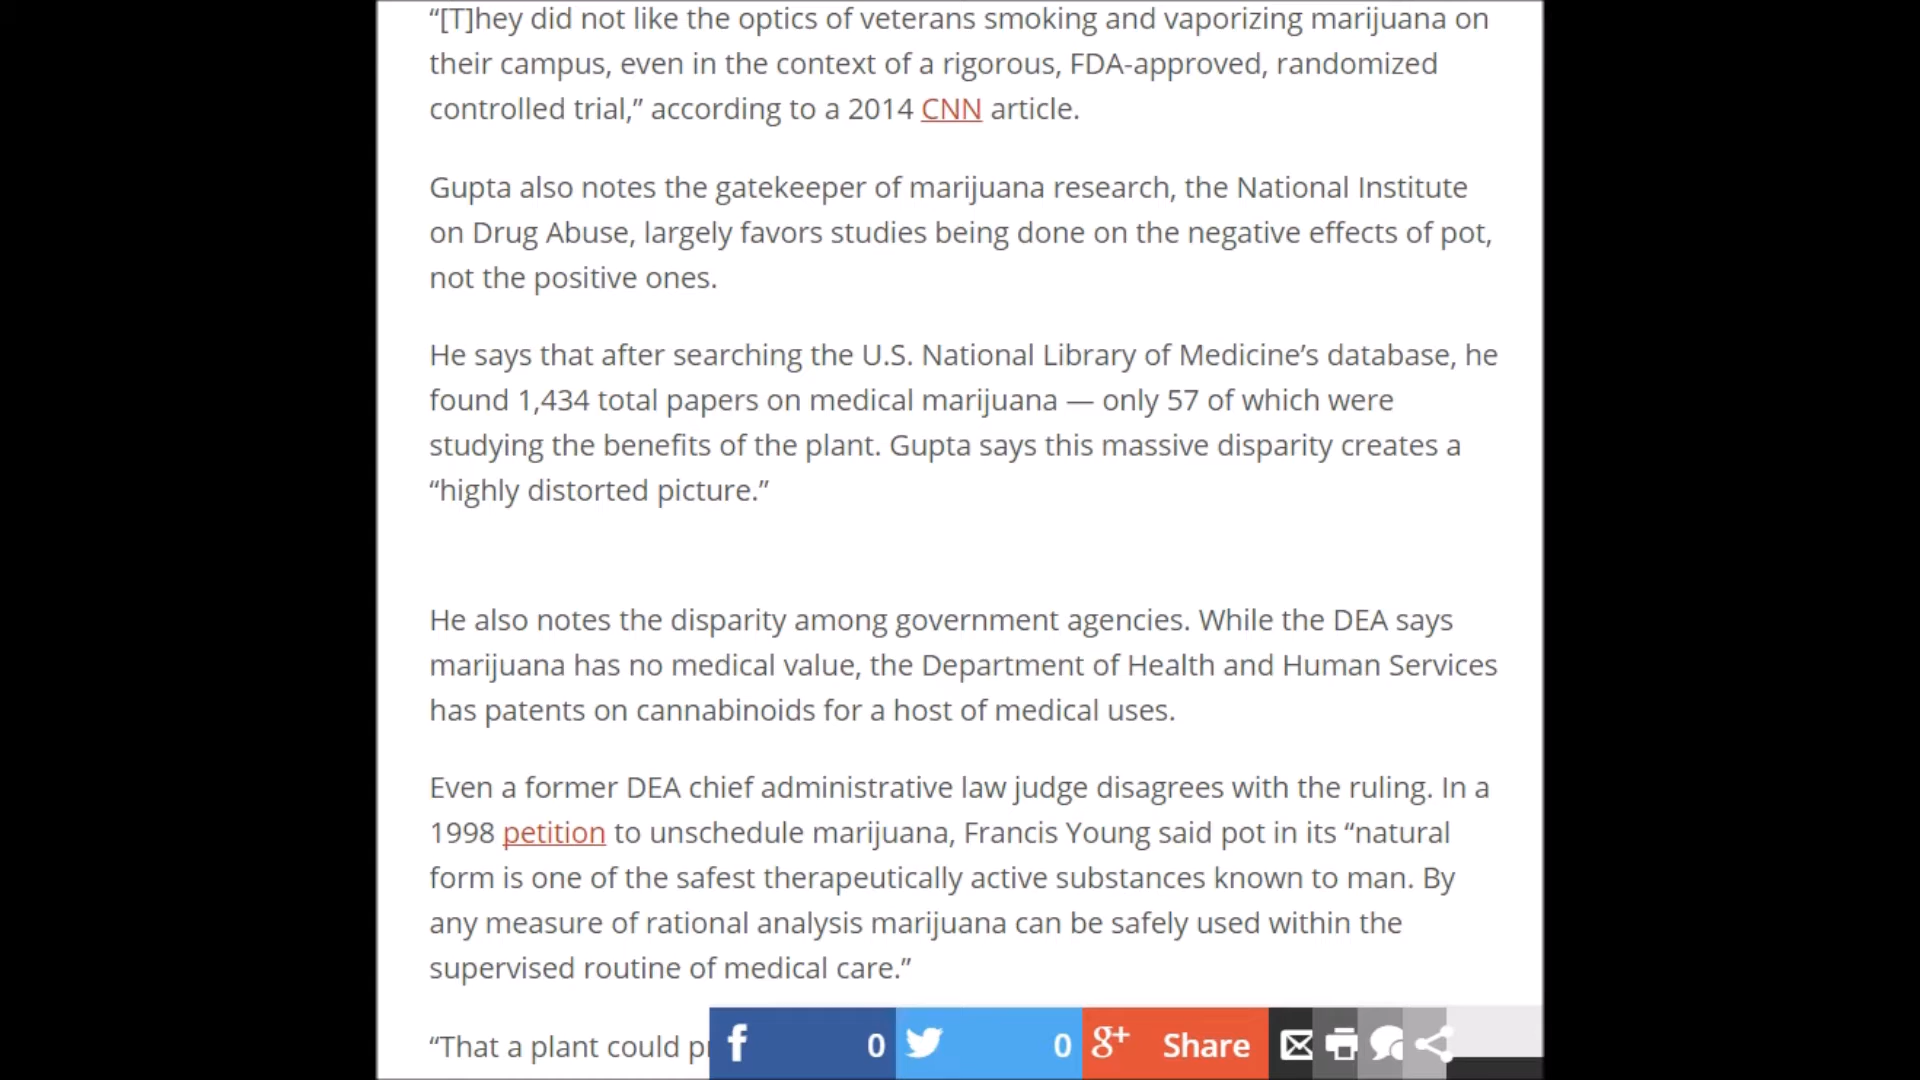 “[T]hey did not like the optics of veterans smoking and vaporizing marijuana on
their campus, even in the context of a rigorous, FDA-approved, randomized
controlled trial,” according to a 2014 CNN article.
Gupta also notes the gatekeeper of marijuana research, the National Institute
on Drug Abuse, largely favors studies being done on the negative effects of pot,
not the positive ones.
He says that after searching the U.S. National Library of Medicine’s database, he
found 1,434 total papers on medical marijuana — only 57 of which were
studying the benefits of the plant. Gupta says this massive disparity creates a
“highly distorted picture.”
He also notes the disparity among government agencies. While the DEA says
marijuana has no medical value, the Department of Health and Human Services
has patents on cannabinoids for a host of medical uses.
Even a former DEA chief administrative law judge disagrees with the ruling. In a
1998 petition to unschedule marijuana, Francis Young said pot in its “natural
form is one of the safest therapeutically active substances known to man. By
any measure of rational analysis marijuana can be safely used within the
supervised routine of medical care.”
“That a plant could
f 0 0 g+ Share